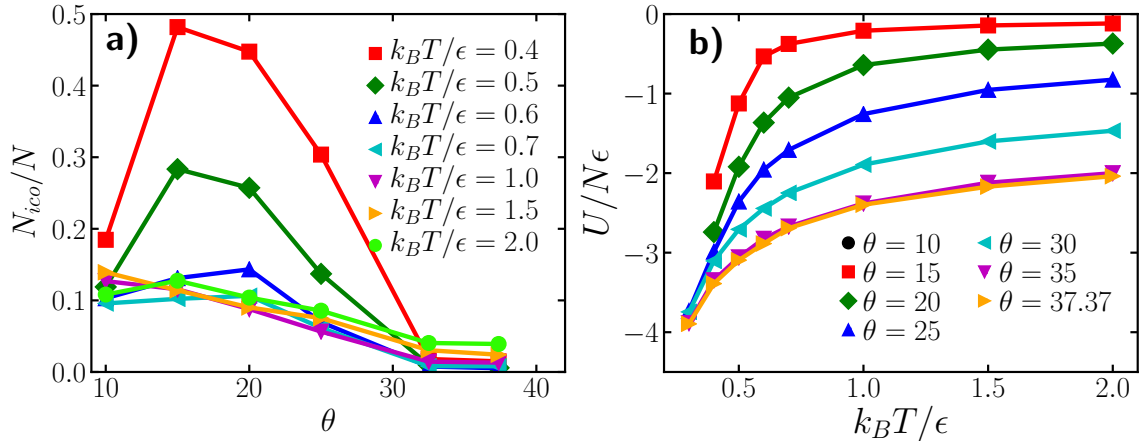 a)
N_{ico}/N
0.5
0.4
0.3
0.2
0.1
0.0
10
20
30
40
θ
k_BT/ϵ = 0.4
k_BT/ϵ = 0.5
k_BT/ϵ = 0.6
k_BT/ϵ = 0.7
k_BT/ϵ = 1.0
k_BT/ϵ = 1.5
k_BT/ϵ = 2.0
b)
U/Nϵ
0
−1
−2
−3
−4
0.5
1.0
1.5
2.0
k_BT/ϵ
θ = 10
θ = 15
θ = 20
θ = 25
θ = 30
θ = 35
θ = 37.37